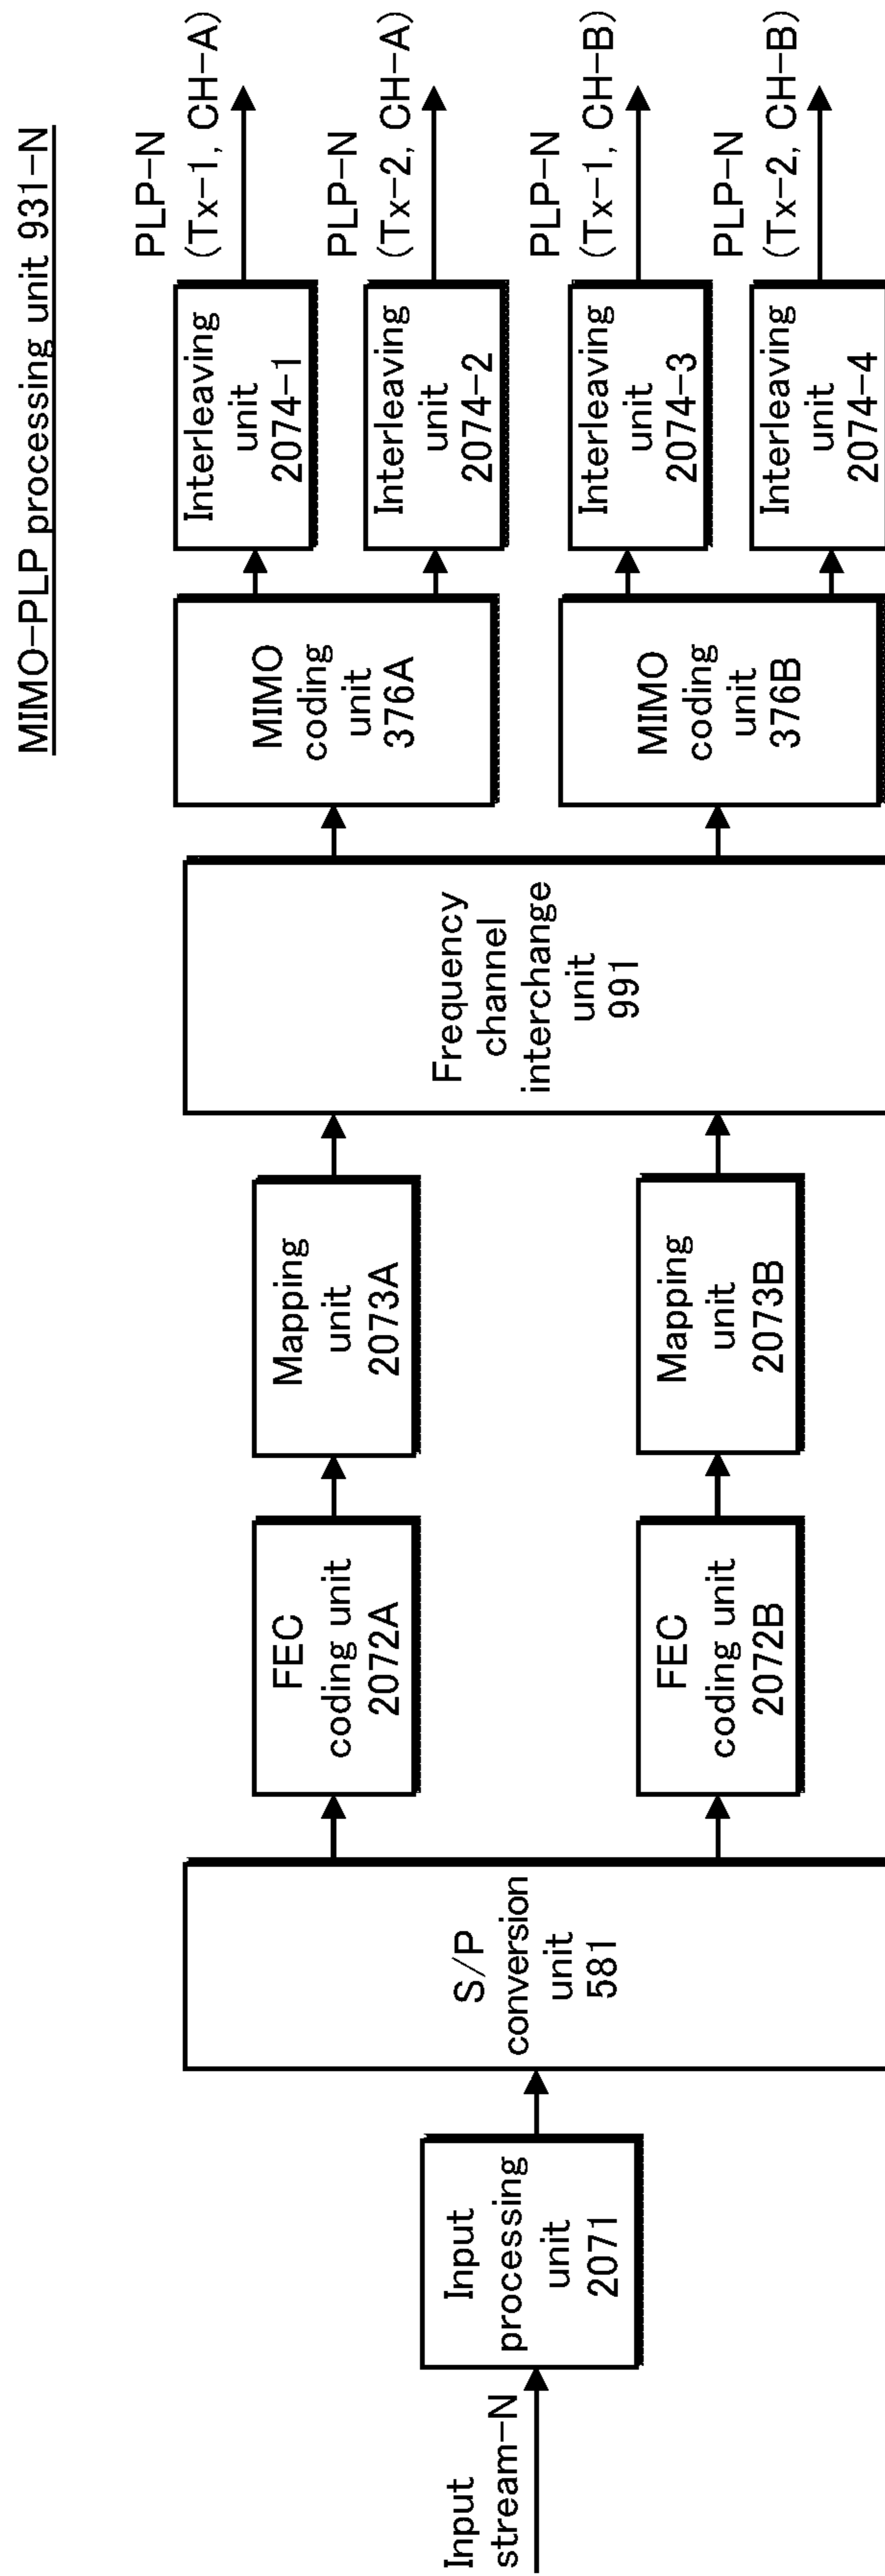 MIMO-PLP processing unit 931-N
Input
stream-N
Input
processing
unit
2071
S/P
conversion
unit
581
FEC
coding unit
2072A
Mapping
unit
2073A
FEC
coding unit
2072B
Mapping
unit
2073B
Frequency
channel
interchange
unit
991
MIMO
coding
unit
376A
MIMO
coding
unit
376B
Interleaving
unit
2074-1
PLP-N
(Tx-1, CH-A)
Interleaving
unit
2074-2
PLP-N
(Tx-2, CH-A)
Interleaving
unit
2074-3
PLP-N
(Tx-1, CH-B)
Interleaving
unit
2074-4
PLP-N
(Tx-2, CH-B)